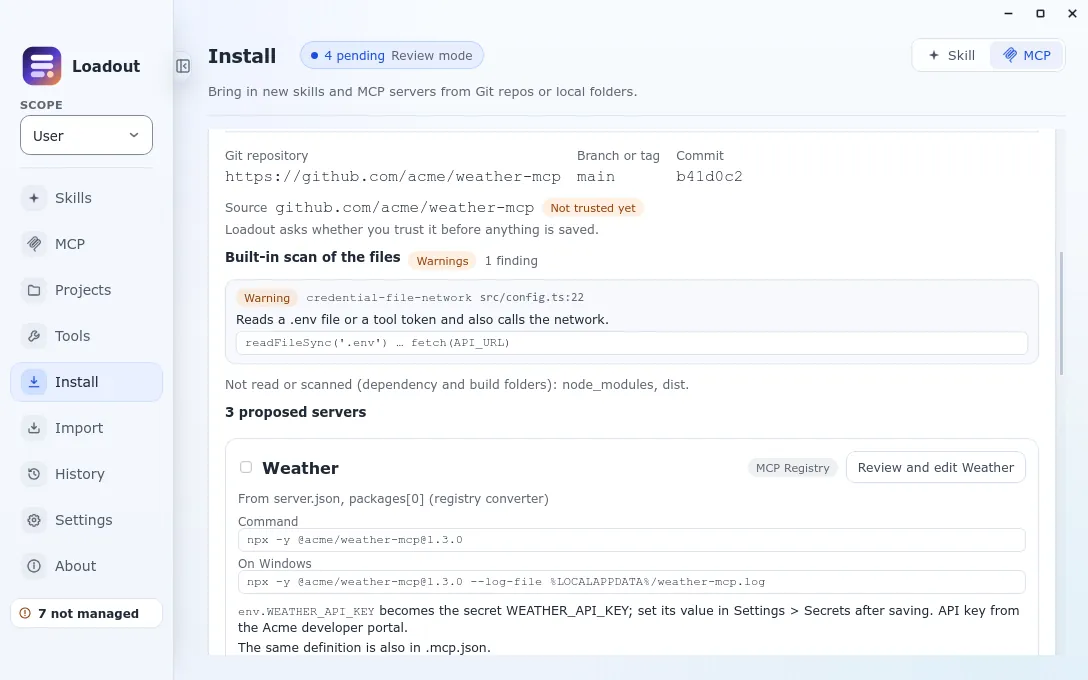 Loadout
SCOPE
User
Skills
MCP
Projects
Tools
Install
Import
History
Settings
About
7 not managed
Install
4 pending Review mode
Skill
MCP
Bring in new skills and MCP servers from Git repos or local folders.
Git repository
Branch or tag
Commit
https://github.com/acme/weather-mcp
main
b41d0c2
Source github.com/acme/weather-mcp Not trusted yet
Loadout asks whether you trust it before anything is saved.
Built-in scan of the files Warnings 1 finding
Warning credential-file-network src/config.ts:22
Reads a .env file or a tool token and also calls the network.
readFileSync('.env') … fetch(API_URL)
Not read or scanned (dependency and build folders): node_modules, dist.
3 proposed servers
Weather
MCP Registry
Review and edit Weather
From server.json, packages[0] (registry converter)
Command
npx -y @acme/weather-mcp@1.3.0
On Windows
npx -y @acme/weather-mcp@1.3.0 --log-file %LOCALAPPDATA%/weather-mcp.log
env.WEATHER_API_KEY becomes the secret WEATHER_API_KEY; set its value in Settings > Secrets after saving. API key from
the Acme developer portal.
The same definition is also in .mcp.json.